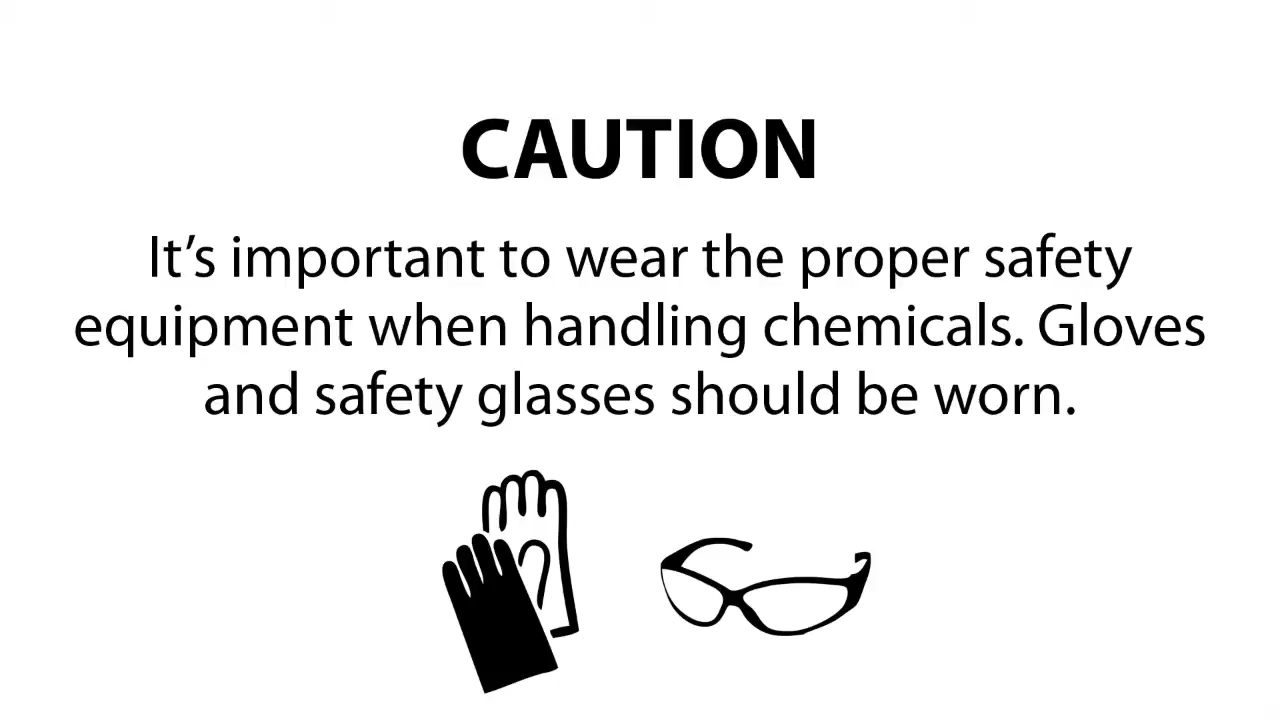 CAUTION
It’s important to wear the proper safety
equipment when handling chemicals. Gloves
and safety glasses should be worn.